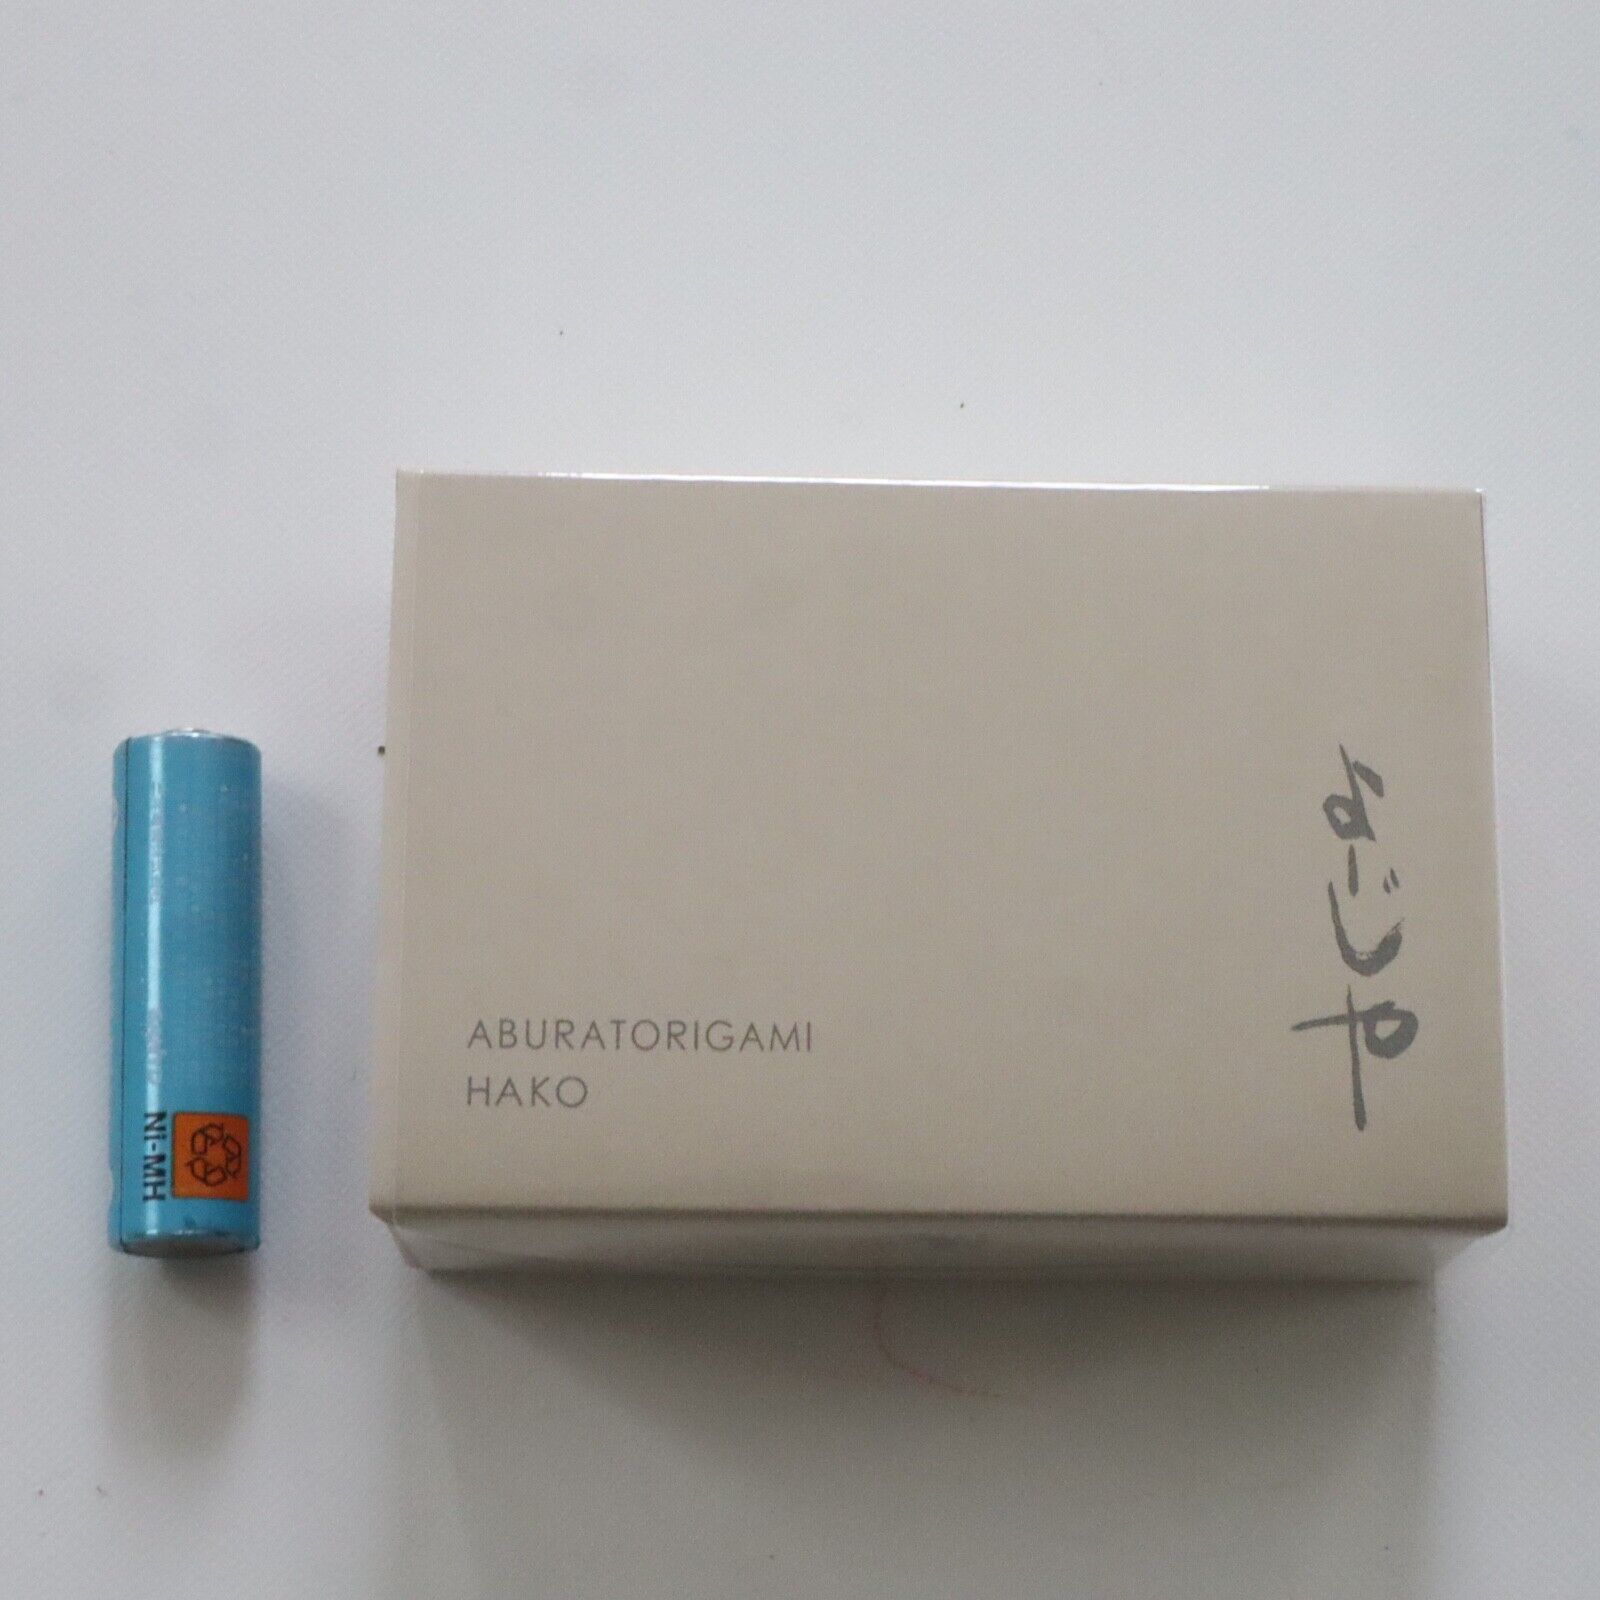 よーじや
ABURATORIGAMI
HAKO
Ni-MH